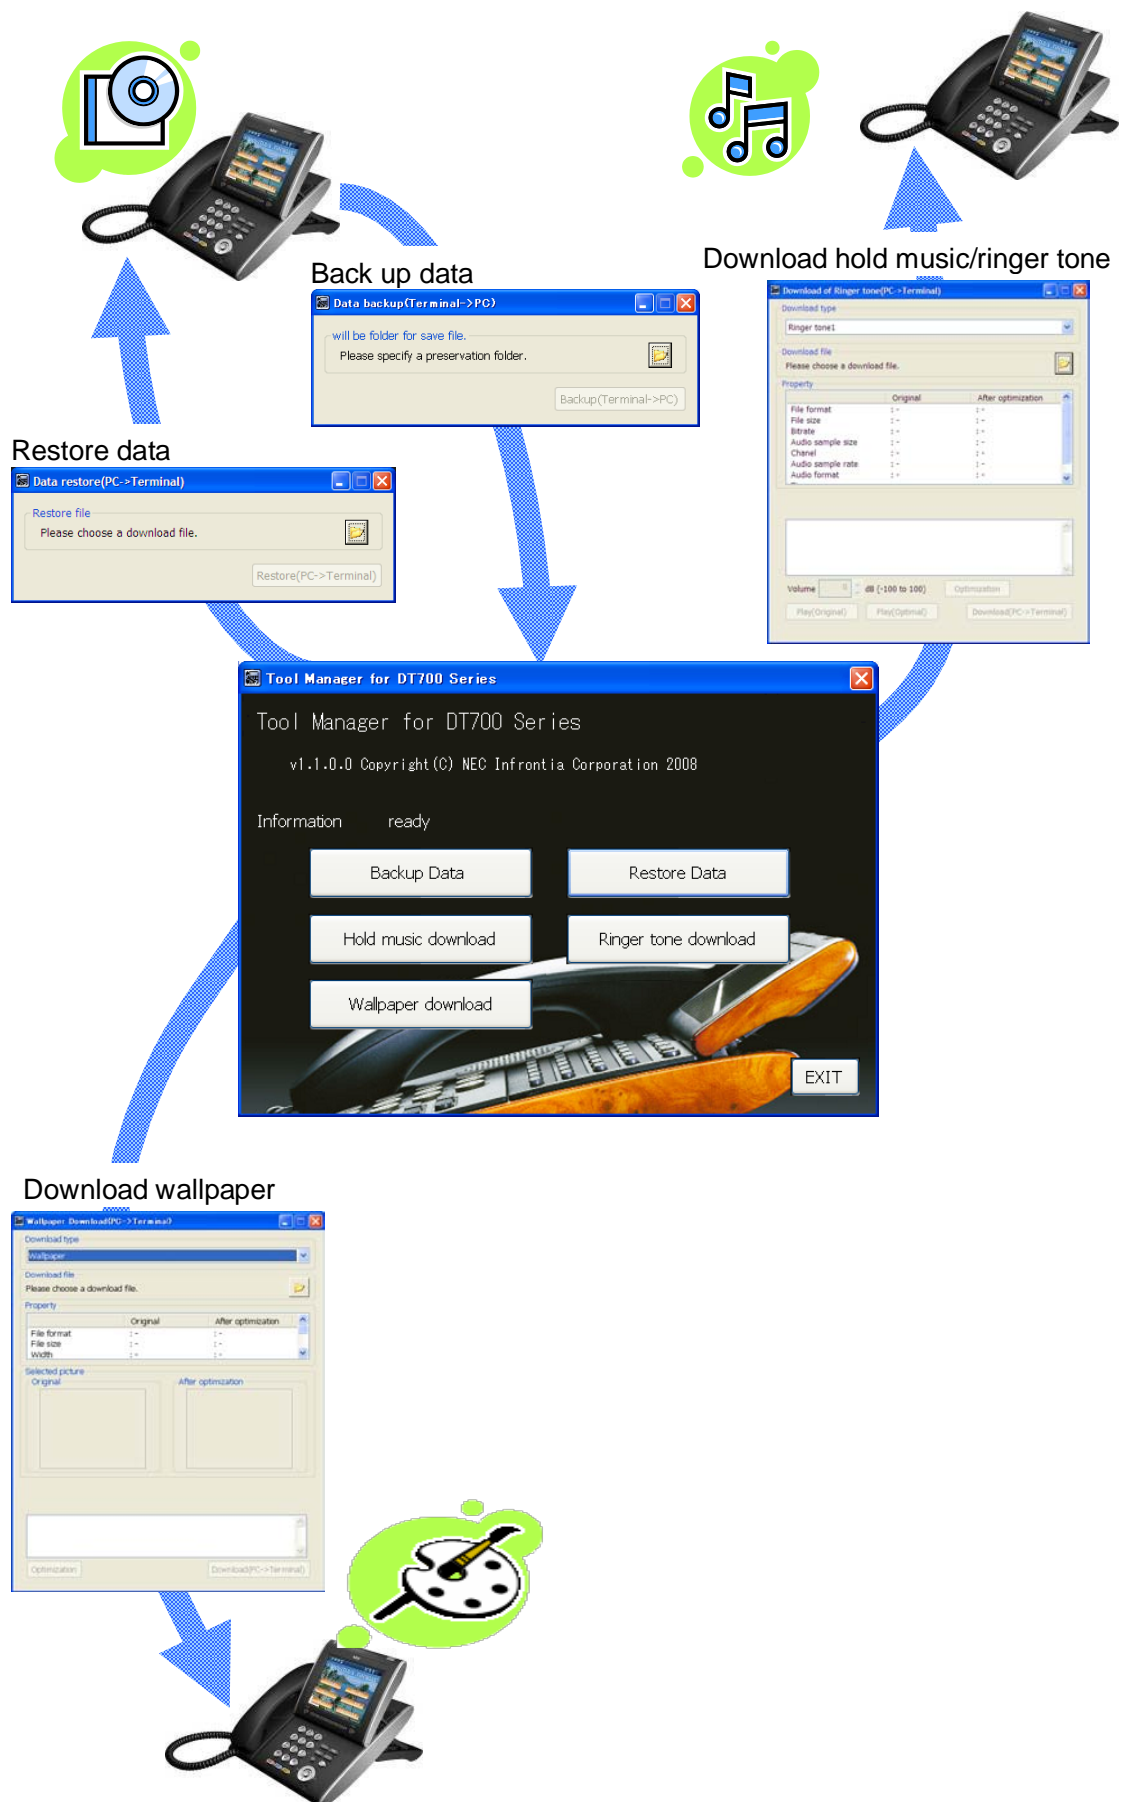 Back up data
Data backup(Terminal->PC)
will be folder for save file.
Please specify a preservation folder.
Backup(Terminal->PC)
Download hold music/ringer tone
Download of Ringer tone(PC->Terminal)
Download type
Ringer tone1
Download file
Please choose a download file.
Property
Original After optimization
File format :- :-
File size :- :-
Bitrate :- :-
Audio sample size :- :-
Chanel :- :-
Audio sample rate :- :-
Audio format :- :-
Volume 0 dB (-100 to 100) Optimization
Play(Original) Play(Optimal) Download(PC->Terminal)
Restore data
Data restore(PC->Terminal)
Restore file
Please choose a download file.
Restore(PC->Terminal)
Tool Manager for DT700 Series
Tool Manager for DT700 Series
v1.1.0.0 Copyright(C) NEC Infrontia Corporation 2008
Information ready
Backup Data Restore Data
Hold music download Ringer tone download
Wallpaper download
EXIT
Download wallpaper
Wallpaper Download(PC->Terminal)
Download type
Wallpaper
Download file
Please choose a download file.
Property
Original After optimization
File format :- :-
File size :- :-
Width :- :-
Selected picture
Original After optimization
Optimization Download(PC->Terminal)